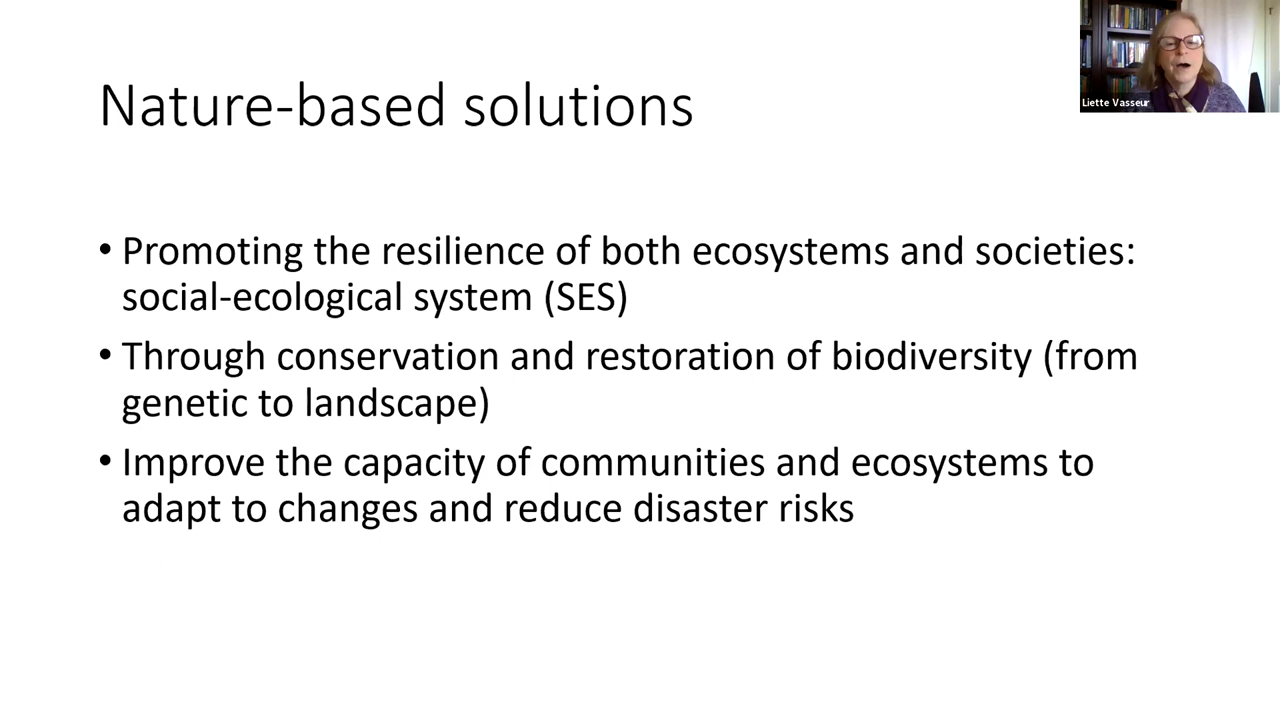 Nature-based solutions
Liette Vasseur
• Promoting the resilience of both ecosystems and societies:
social-ecological system (SES)
• Through conservation and restoration of biodiversity (from
genetic to landscape)
• Improve the capacity of communities and ecosystems to
adapt to changes and reduce disaster risks